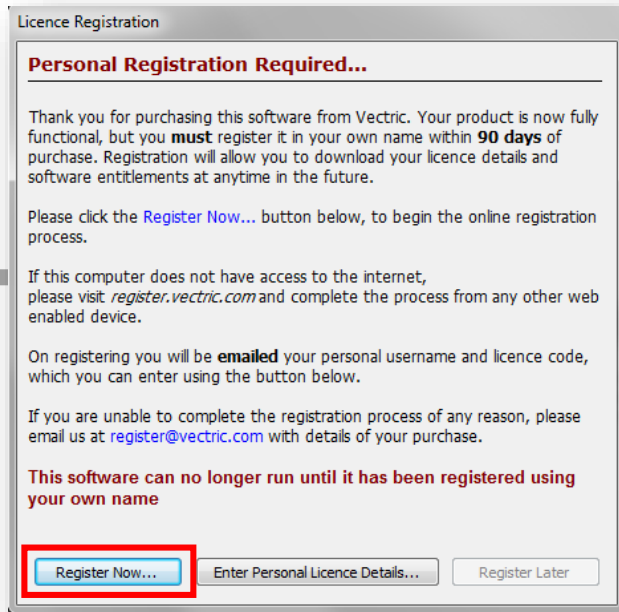 Licence Registration
Personal Registration Required...
Thank you for purchasing this software from Vectric. Your product is now fully
functional, but you must register it in your own name within 90 days of
purchase. Registration will allow you to download your licence details and
software entitlements at anytime in the future.
Please click the Register Now... button below, to begin the online registration
process.
If this computer does not have access to the internet,
please visit register.vectric.com and complete the process from any other web
enabled device.
On registering you will be emailed your personal username and licence code,
which you can enter using the button below.
If you are unable to complete the registration process of any reason, please
email us at register@vectric.com with details of your purchase.
This software can no longer run until it has been registered using
your own name
Register Now... Enter Personal Licence Details... Register Later